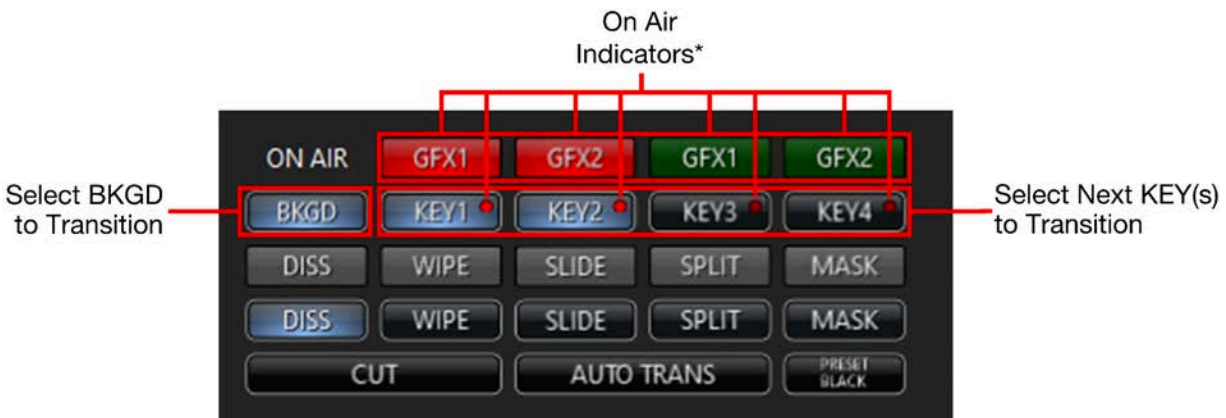 On Air
Indicators*
ON AIR GFX1 GFX2 GFX1 GFX2
Select BKGD
to Transition
BKGD KEY1 KEY2 KEY3 KEY4
Select Next KEY(s)
to Transition
DISS WIPE SLIDE SPLIT MASK
DISS WIPE SLIDE SPLIT MASK
CUT AUTO TRANS PRESET
BLACK